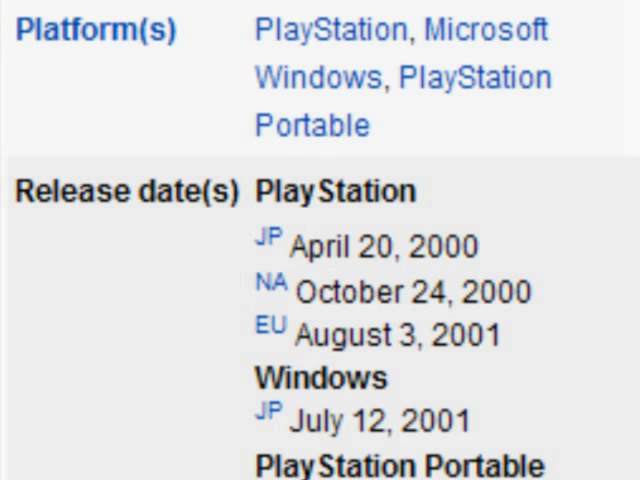 Platform(s) PlayStation, Microsoft
Windows, PlayStation
Portable
Release date(s) PlayStation
JP April 20, 2000
NA October 24, 2000
EU August 3, 2001
Windows
JP July 12, 2001
PlayStation Portable